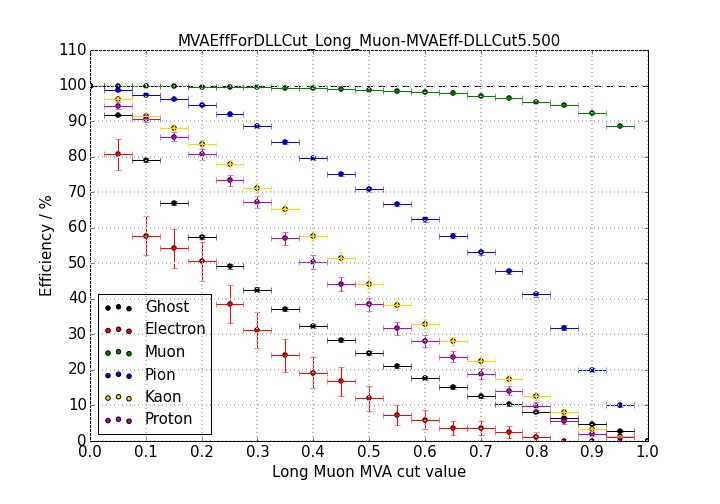 MVAEffForDLLCut_Long_Muon-MVAEff-DLLCut5.500
110
100
90
80
70
60
50
40
30
20
10
0
Efficiency / %
Ghost
Electron
Muon
Pion
Kaon
Proton
0.0 0.1 0.2 0.3 0.4 0.5 0.6 0.7 0.8 0.9 1.0
Long Muon MVA cut value